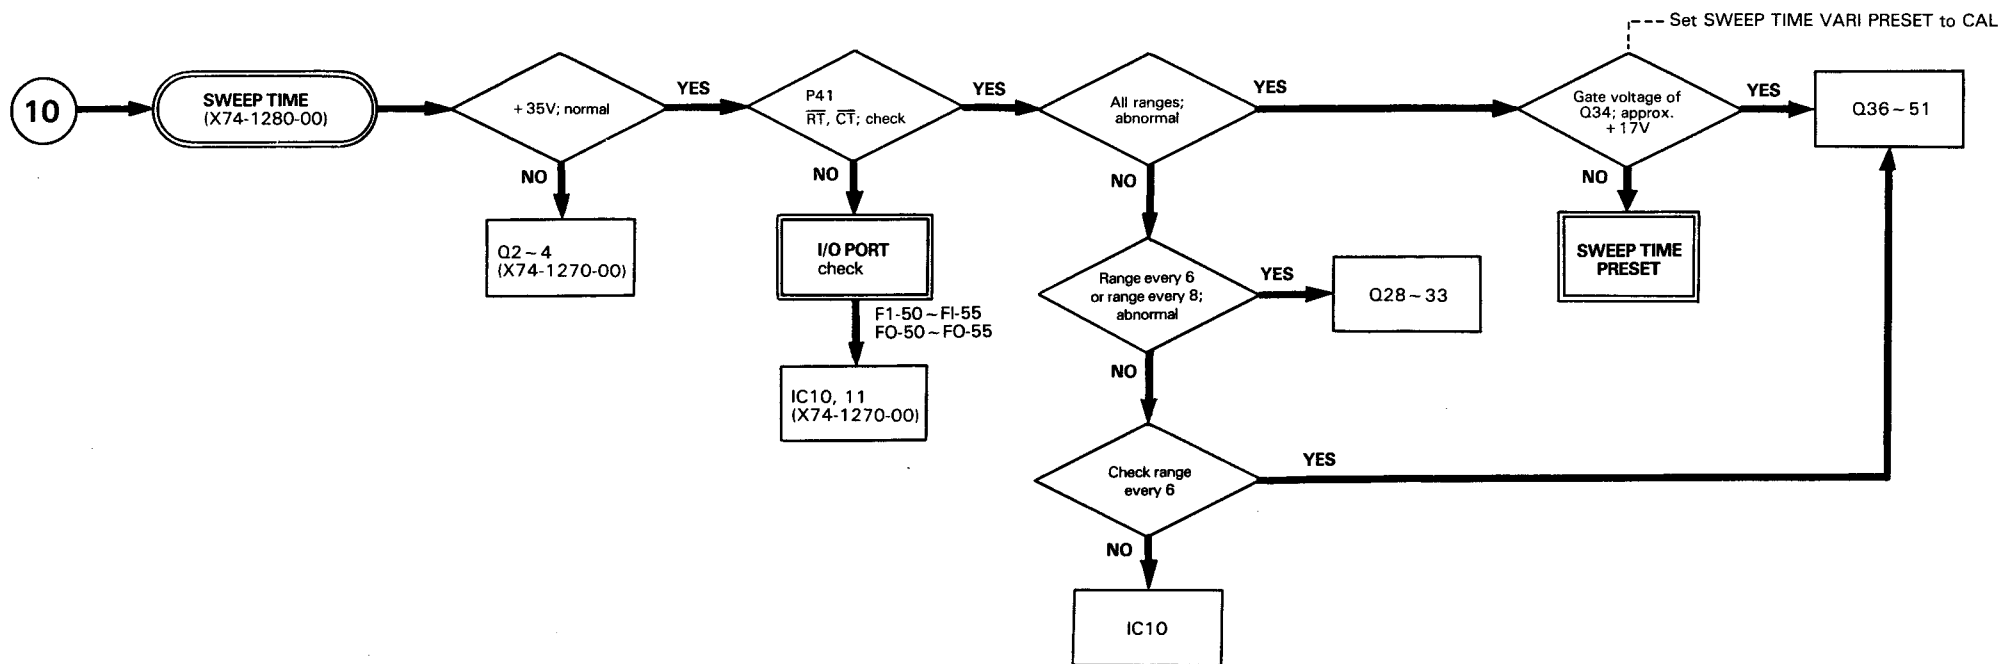 Set SWEEP TIME VARI PRESET to CAL
10
SWEEP TIME
(X74-1280-00)
+35V; normal
YES
NO
Q2~4
(X74-1270-00)
P41
R̅T̅, C̅T̅; check
YES
NO
I/O PORT
check
F1-50~FI-55
FO-50~FO-55
IC10, 11
(X74-1270-00)
All ranges;
abnormal
YES
NO
Gate voltage of
Q34; approx.
+17V
YES
NO
Q36~51
SWEEP TIME
PRESET
Range every 6
or range every 8;
abnormal
YES
NO
Q28~33
Check range
every 6
YES
NO
IC10